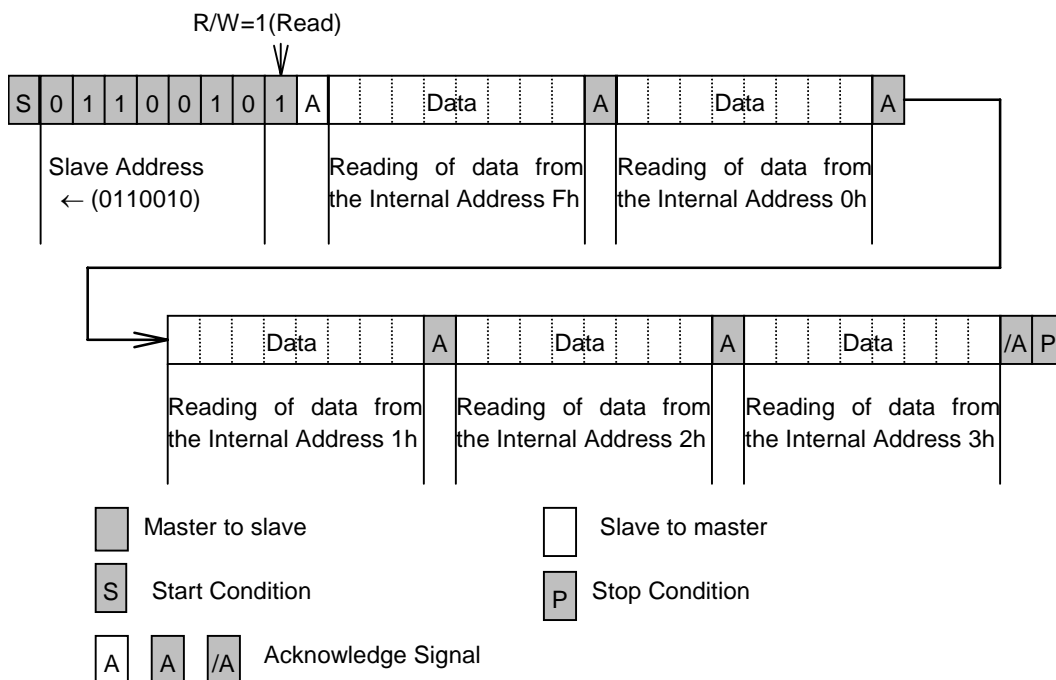 R/W=1(Read)
S 0 1 1 0 0 1 0 1 A Data A Data A
Slave Address
← (0110010)
Reading of data from
the Internal Address Fh
Reading of data from
the Internal Address 0h
Data A Data A Data /A P
Reading of data from
the Internal Address 1h
Reading of data from
the Internal Address 2h
Reading of data from
the Internal Address 3h
Master to slave
Slave to master
S Start Condition
P Stop Condition
A A /A Acknowledge Signal